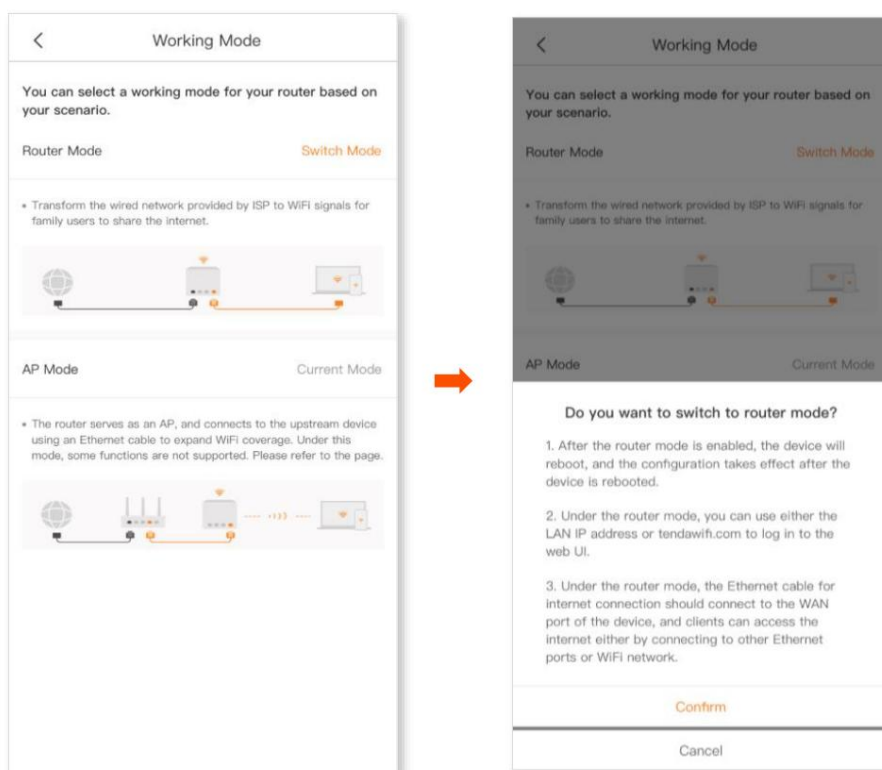 Working Mode
You can select a working mode for your router based on
your scenario.
Router Mode
Switch Mode
• Transform the wired network provided by ISP to WiFi signals for
family users to share the internet.
AP Mode
Current Mode
• The router serves as an AP, and connects to the upstream device
using an Ethernet cable to expand WiFi coverage. Under this
mode, some functions are not supported. Please refer to the page.
Working Mode
You can select a working mode for your router based on
your scenario.
Router Mode
Switch Mode
• Transform the wired network provided by ISP to WiFi signals for
family users to share the internet.
AP Mode
Current Mode
Do you want to switch to router mode?
1. After the router mode is enabled, the device will
reboot, and the configuration takes effect after the
device is rebooted.
2. Under the router mode, you can use either the
LAN IP address or tendawifi.com to log in to the
web UI.
3. Under the router mode, the Ethernet cable for
internet connection should connect to the WAN
port of the device, and clients can access the
internet either by connecting to other Ethernet
ports or WiFi network.
Confirm
Cancel